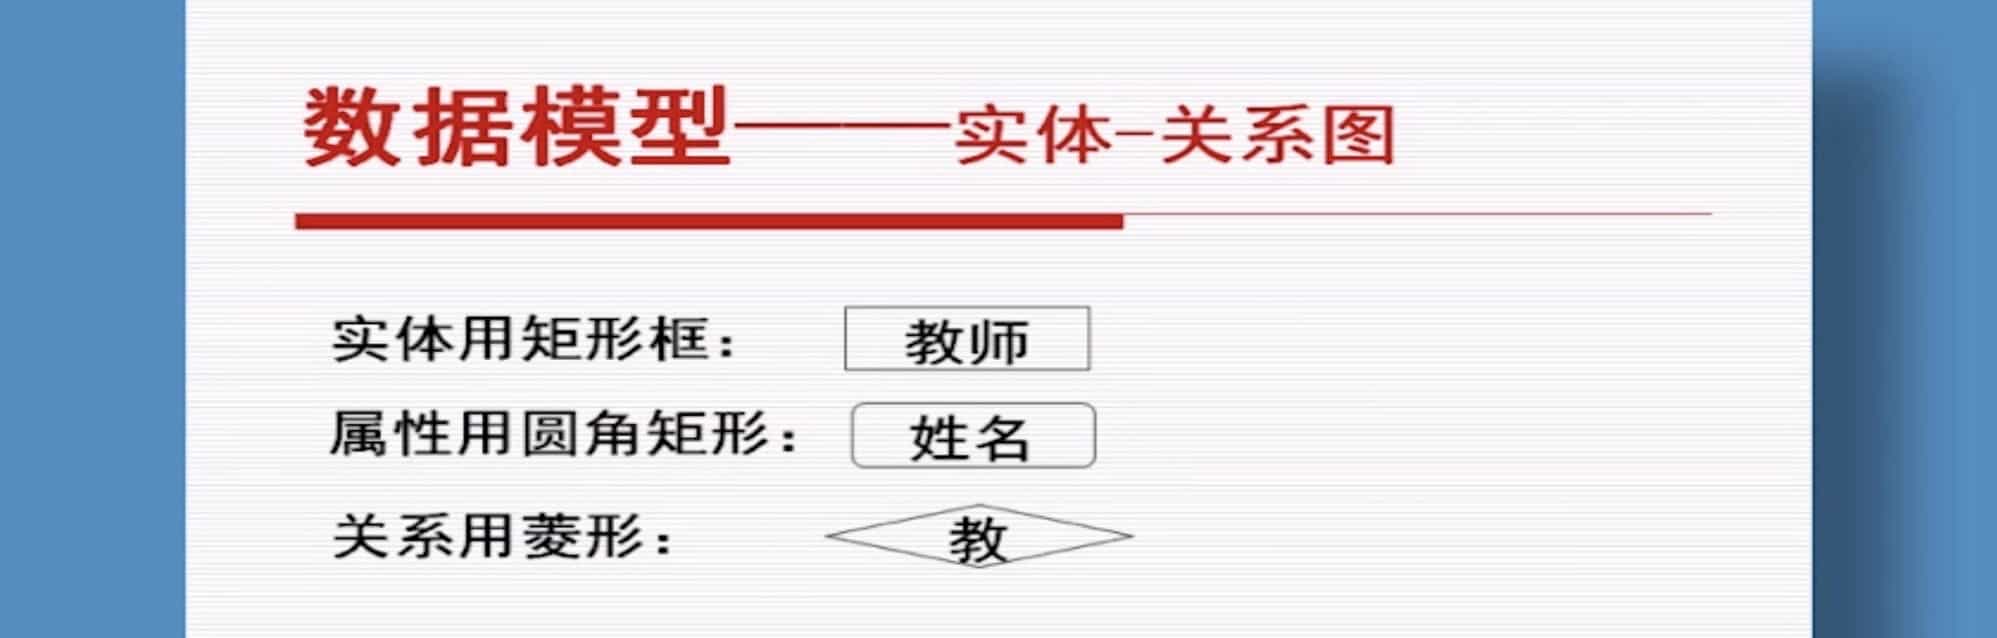 数据模型——实体-关系图
实体用矩形框： 教师
属性用圆角矩形： 姓名
关系用菱形： 教